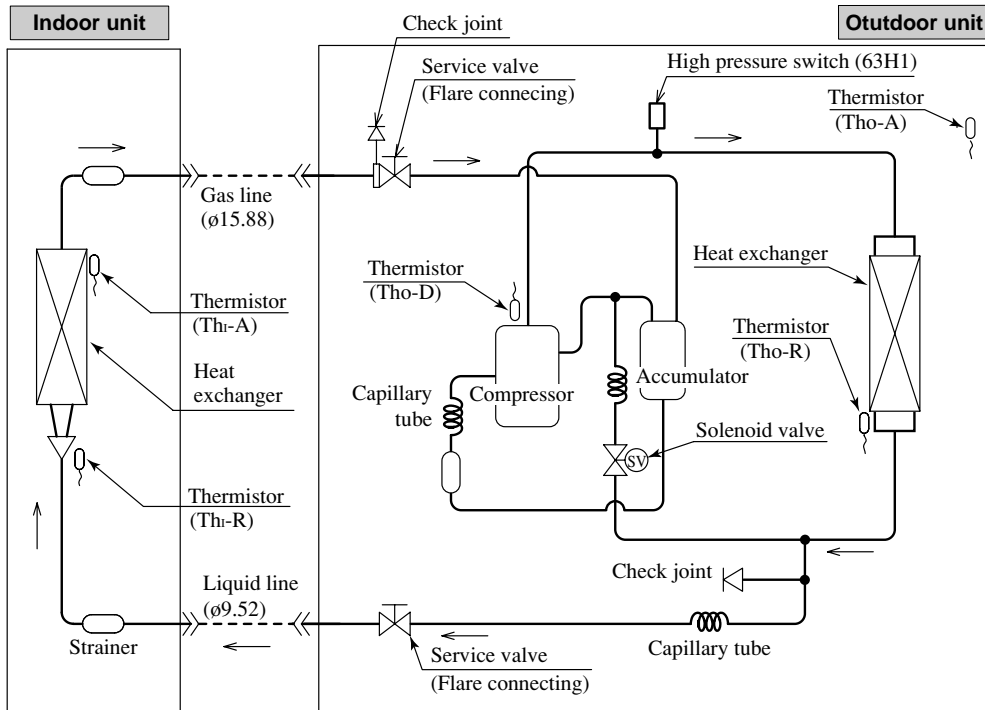 Indoor unit
Otutdoor unit
Check joint
Service valve
(Flare connecing)
High pressure switch (63H1)
Thermistor
(Tho-A)
Gas line
(ø15.88)
Thermistor
(Tho-D)
Heat exchanger
Thermistor
(ThI-A)
Thermistor
(Tho-R)
Heat
exchanger
Capillary
tube
Compressor
Accumulator
Solenoid valve
SV
Thermistor
(ThI-R)
Liquid line
(ø9.52)
Check joint
Strainer
Service valve
(Flare connecting)
Capillary tube